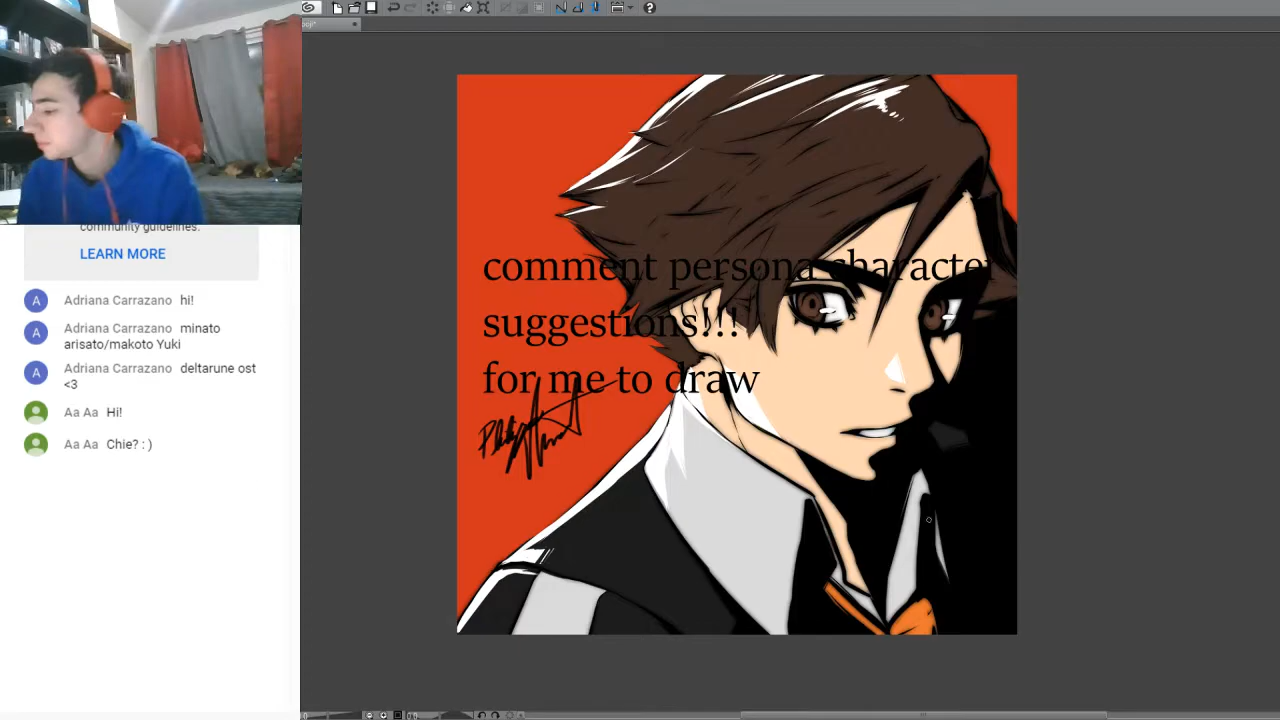 community guidelines.
LEARN MORE
A Adriana Carrazano hi!
A Adriana Carrazano minato
arisato/makoto Yuki
A Adriana Carrazano deltarune ost
<3
Aa Aa Hi!
Aa Aa Chie? : )
comment persona character
suggestions!!!
for me to draw